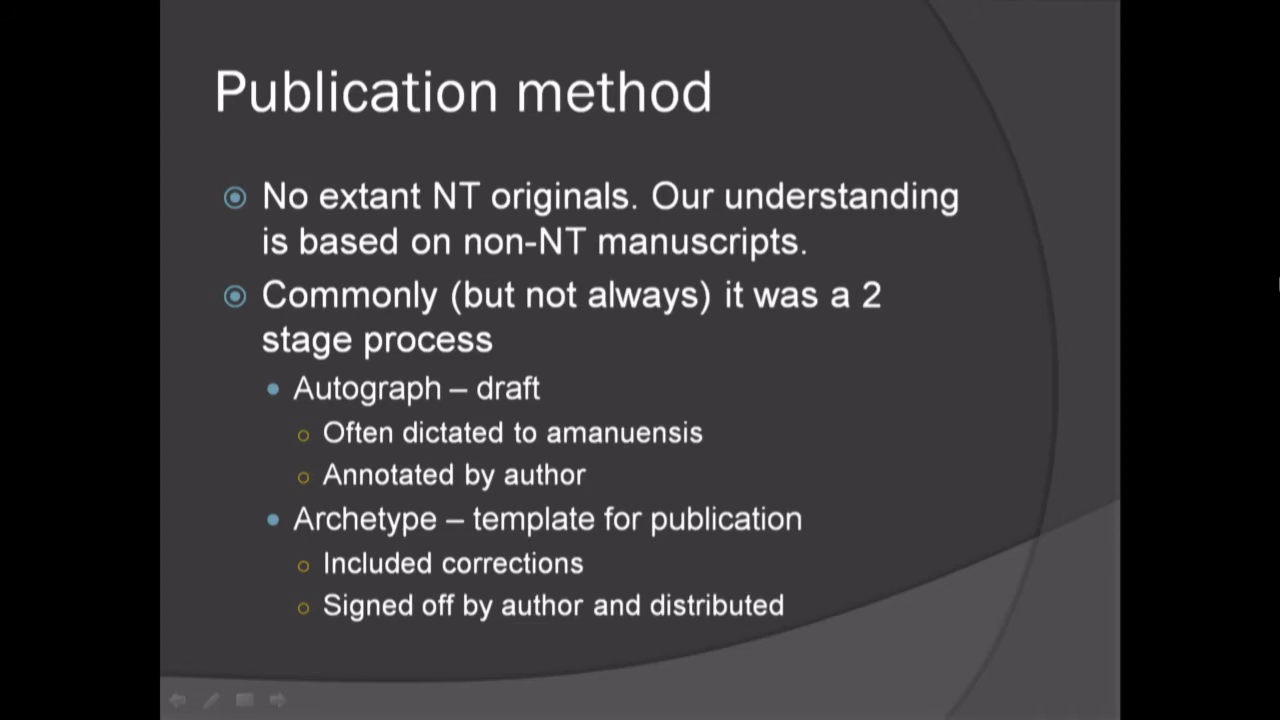 Publication method
No extant NT originals. Our understanding
is based on non-NT manuscripts.
Commonly (but not always) it was a 2
stage process
Autograph – draft
Often dictated to amanuensis
Annotated by author
Archetype – template for publication
Included corrections
Signed off by author and distributed